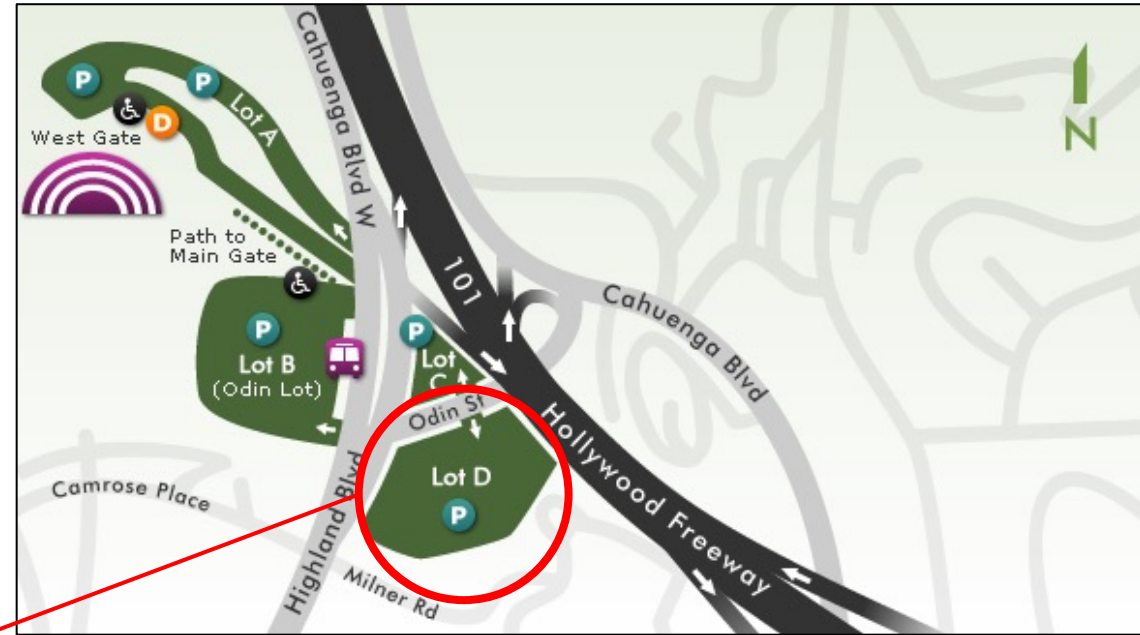 Cahuenga Blvd W
P
P
Lot A
D
West Gate
N
Path to
Main Gate
101
Cahuenga Blvd
P
P
Lot B
(Odin Lot)
Lot
C
Odin St
Hollywood Freeway
Lot D
P
Camrose Place
Highland Blvd
Milner Rd